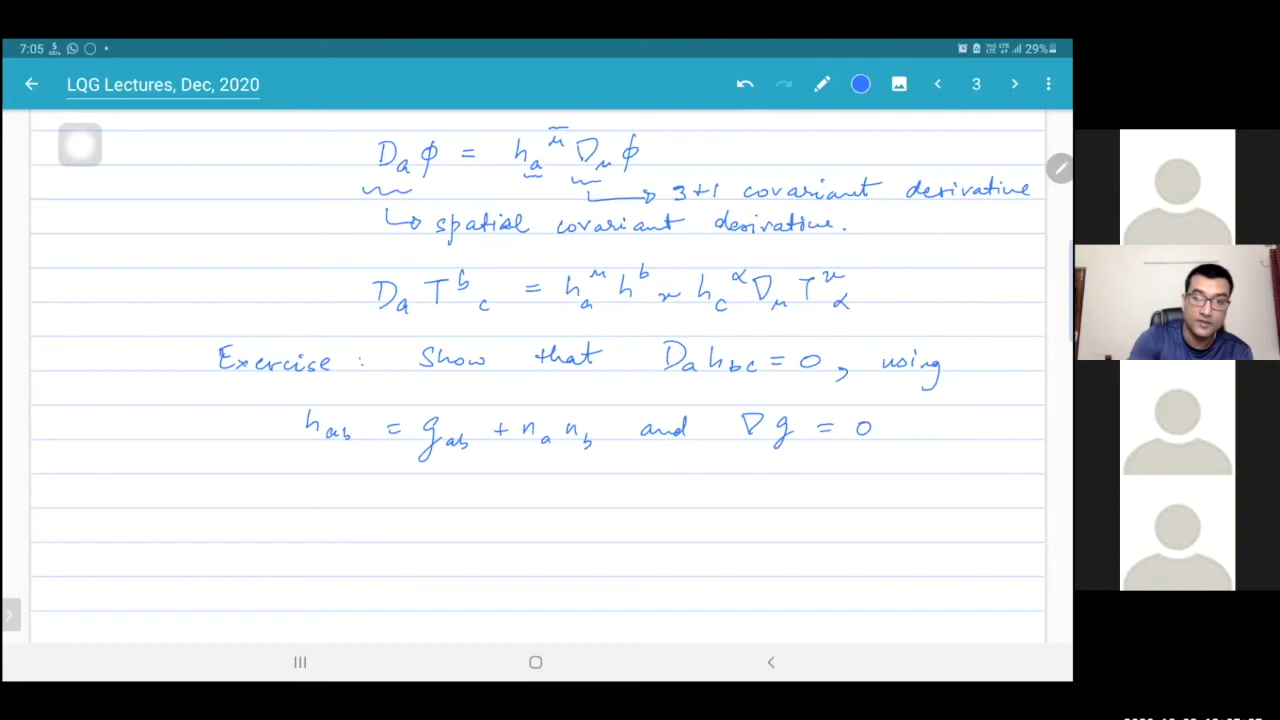 7:05 29%
LQG Lectures, Dec, 2020
3
D_a φ = h_a^μ ∇_μ φ
3+1 covariant derivative
spatial covariant derivative.
D_a T^b_c = h_a^μ h^b_ν h_c^α ∇_μ T^ν_α
Exercise : Show that D_a h_bc = 0, using
h_ab = g_ab + n_a n_b and ∇g = 0